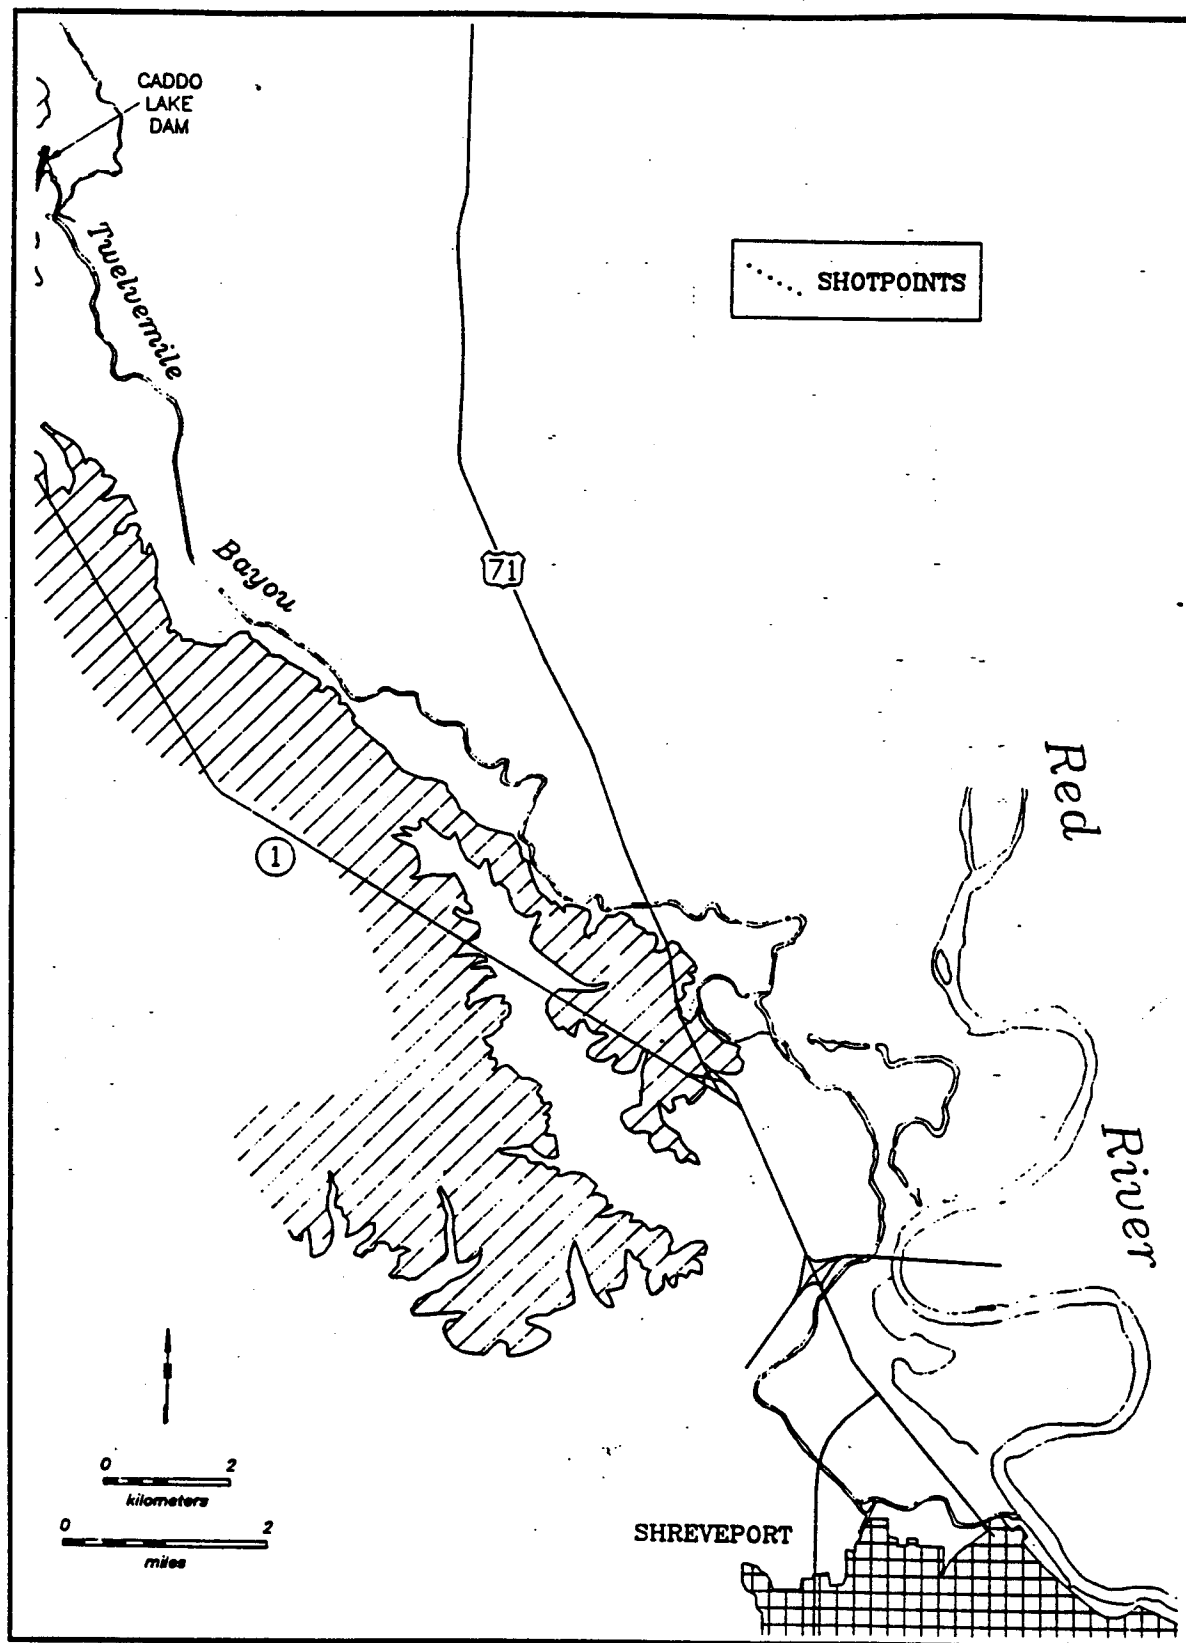 CADDO
LAKE
DAM
Twelvemile
SHOTPOINTS
Bayou
71
Red
1
River
0 2
kilometers
0 2
miles
SHREVEPORT